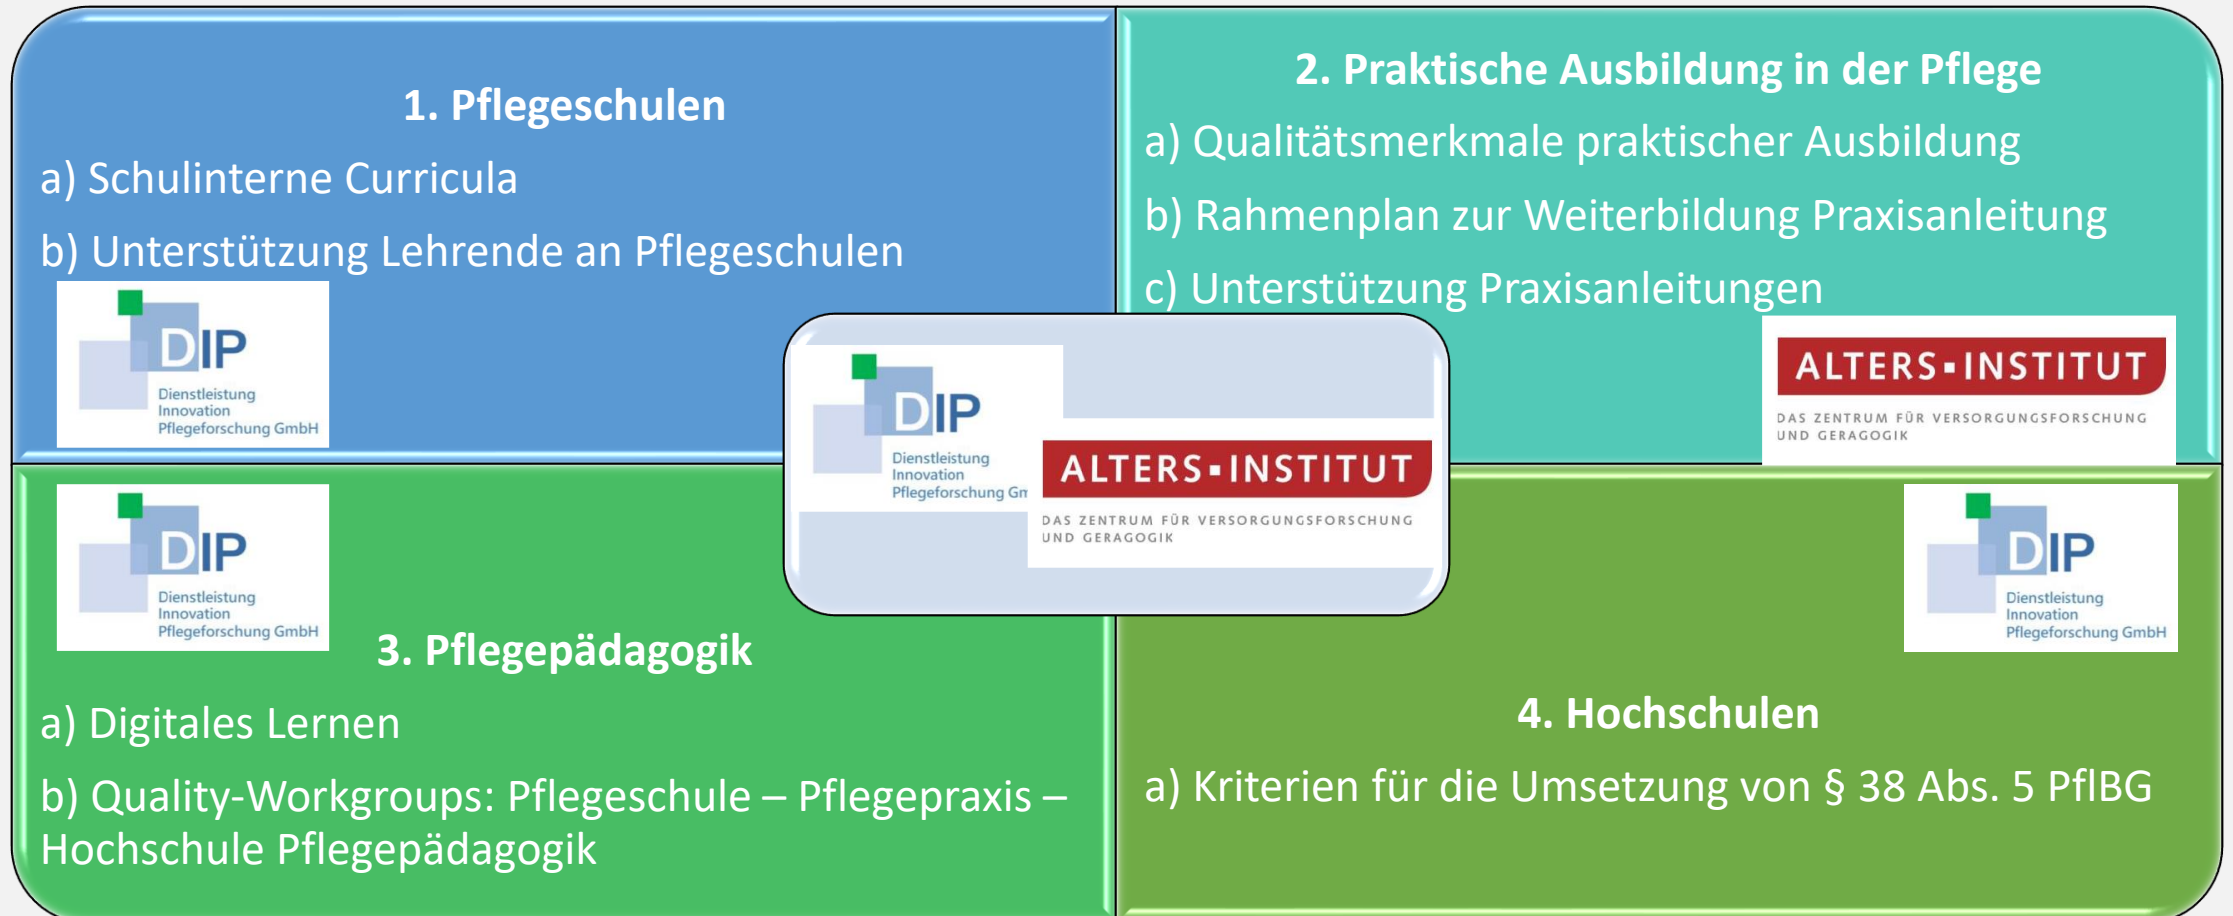 1. Pflegeschulen
a) Schulinterne Curricula
b) Unterstützung Lehrende an Pflegeschulen
DIP
Dienstleistung
Innovation
Pflegeforschung GmbH
2. Praktische Ausbildung in der Pflege
a) Qualitätsmerkmale praktischer Ausbildung
b) Rahmenplan zur Weiterbildung Praxisanleitung
c) Unterstützung Praxisanleitungen
ALTERS▪INSTITUT
DAS ZENTRUM FÜR VERSORGUNGSFORSCHUNG
UND GERAGOGIK
DIP
Dienstleistung
Innovation
Pflegeforschung Gm
ALTERS▪INSTITUT
DAS ZENTRUM FÜR VERSORGUNGSFORSCHUNG
UND GERAGOGIK
DIP
Dienstleistung
Innovation
Pflegeforschung GmbH
3. Pflegepädagogik
a) Digitales Lernen
b) Quality-Workgroups: Pflegeschule – Pflegepraxis –
Hochschule Pflegepädagogik
DIP
Dienstleistung
Innovation
Pflegeforschung GmbH
4. Hochschulen
a) Kriterien für die Umsetzung von § 38 Abs. 5 PflBG